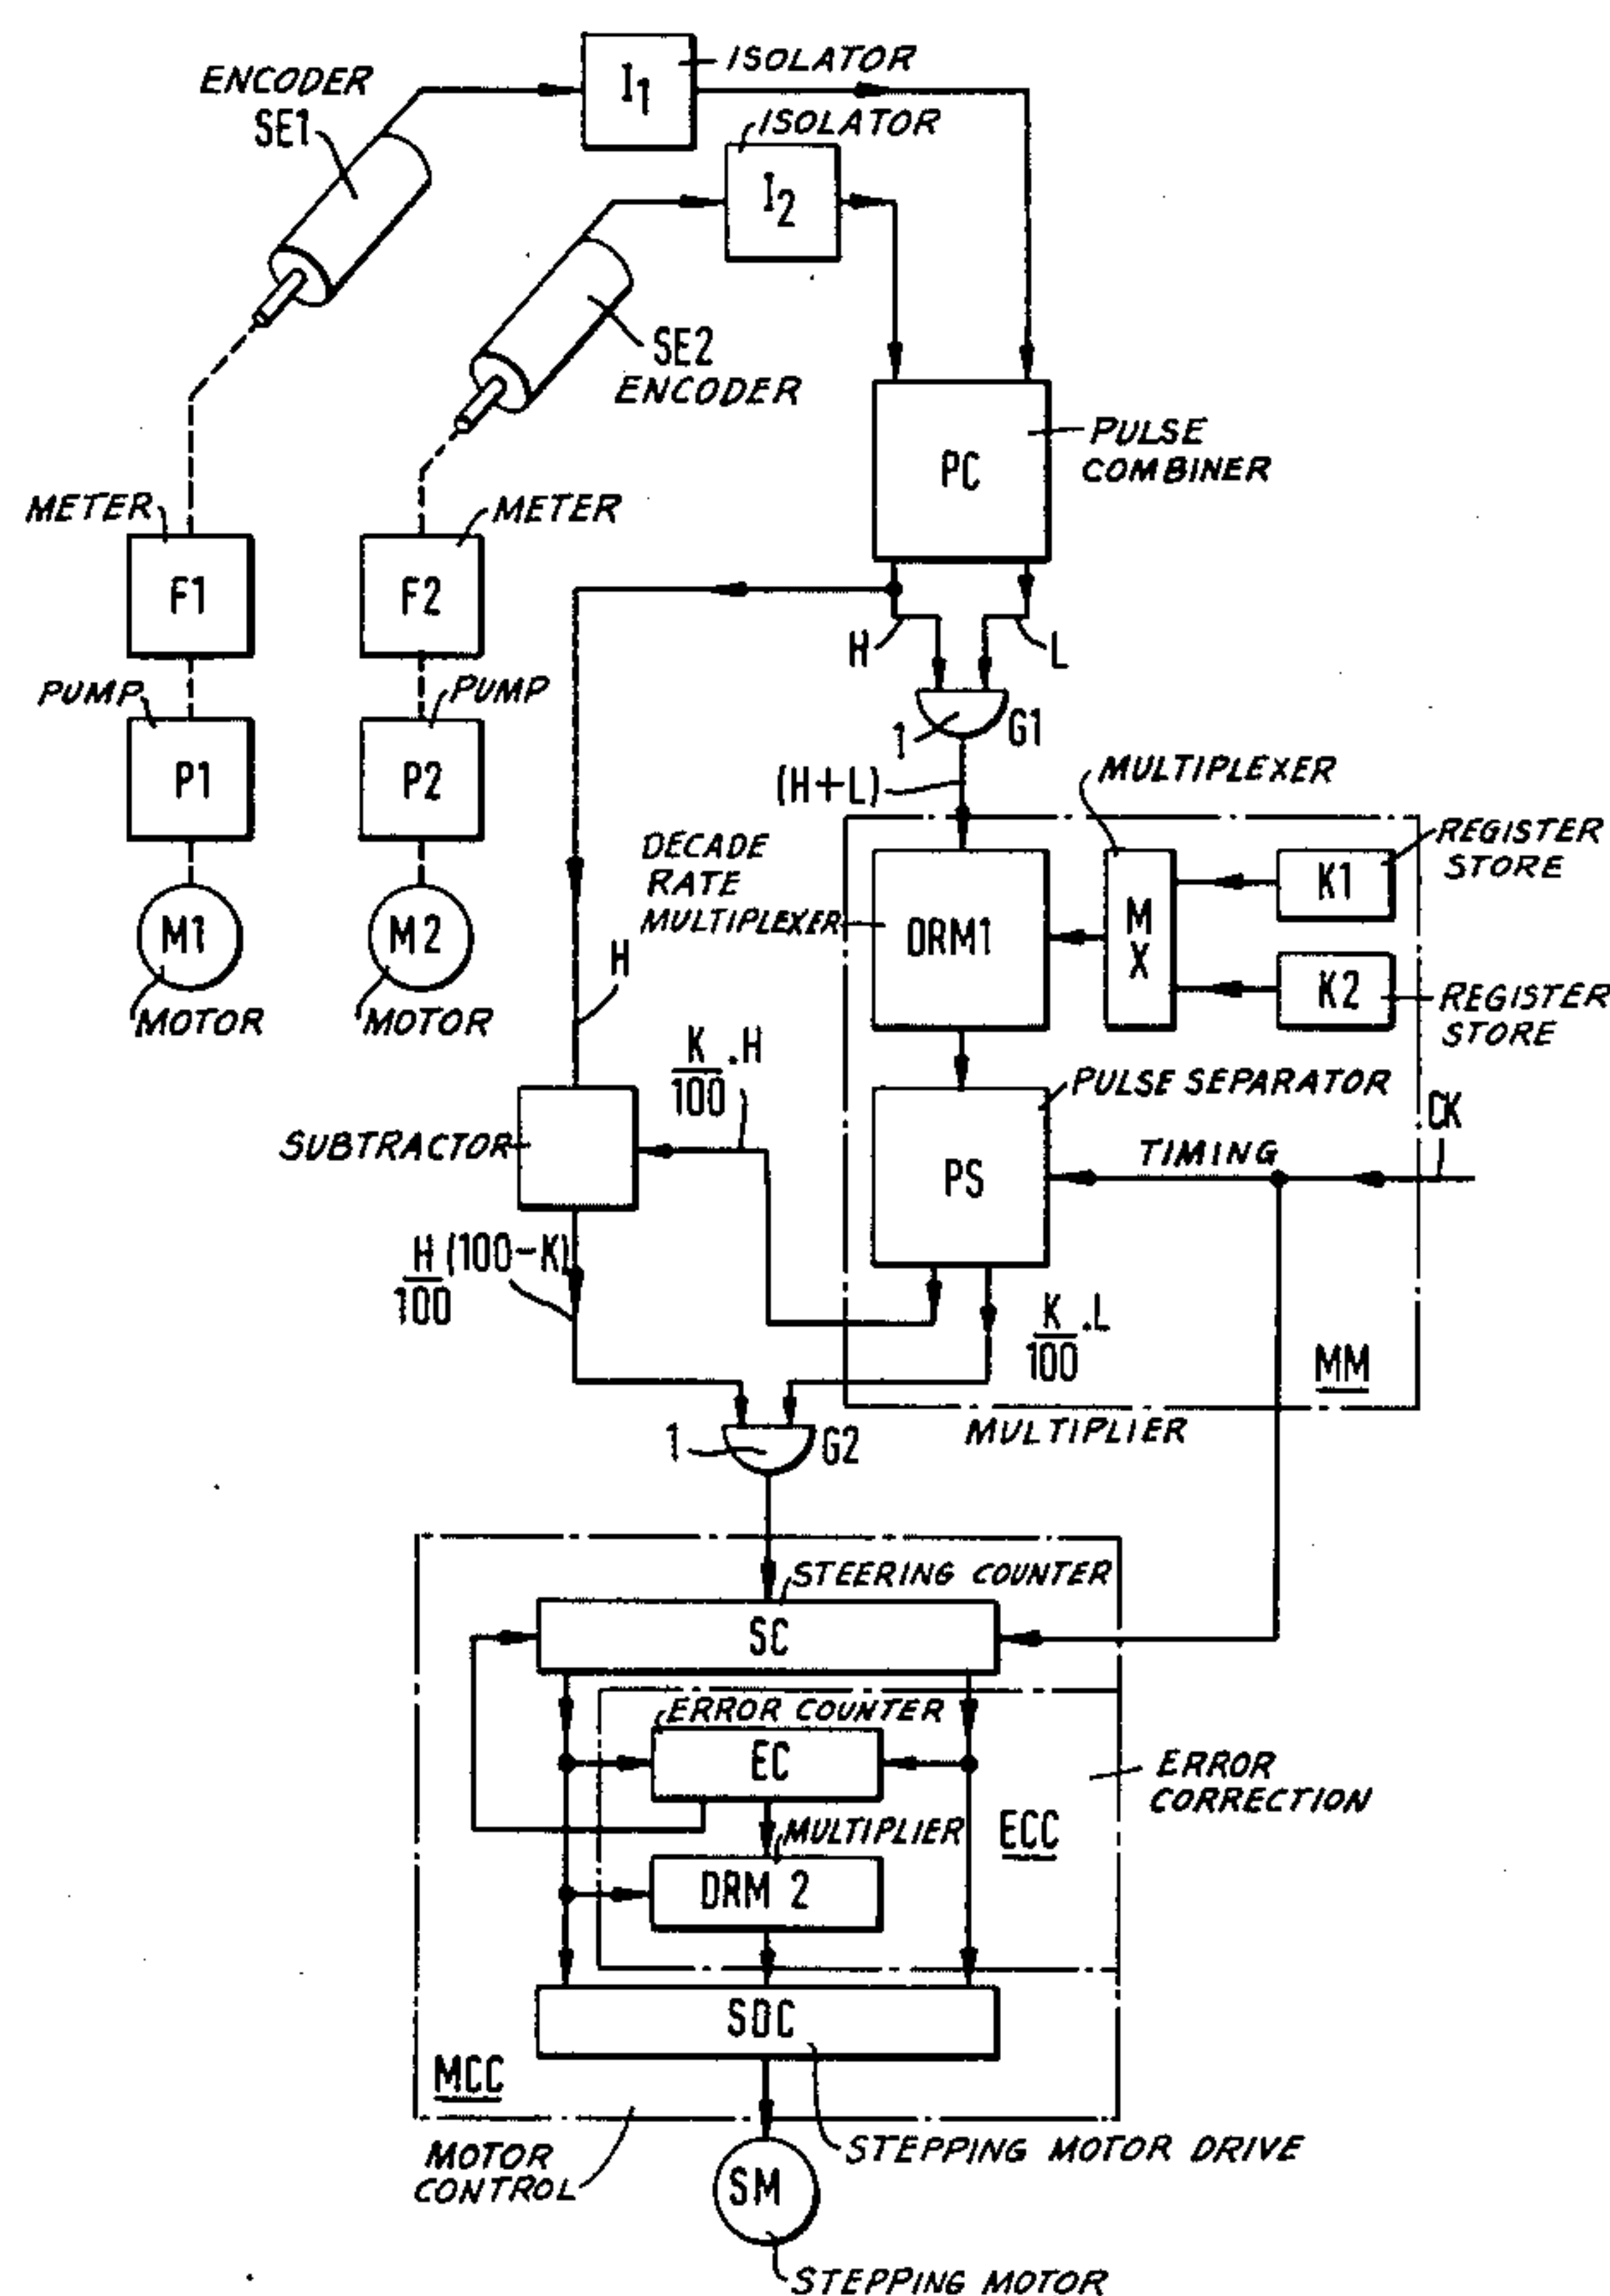 ISOLATOR
ENCODER
SE1
I1
ISOLATOR
I2
SE2
ENCODER
PULSE
COMBINER
PC
METER
METER
F1
F2
H
L
PUMP
PUMP
1
G1
P1
P2
(H+L)
MULTIPLEXER
DECADE
RATE
MULTIPLEXER
REGISTER
STORE
K1
M1
M2
DRM1
M
X
H
K2
REGISTER
STORE
MOTOR
MOTOR
K/100 .H
PULSE SEPARATOR
CK
SUBTRACTOR
TIMING
PS
H/100 (100-K)
K/100 .L
MM
MULTIPLIER
1
G2
STEERING COUNTER
SC
ERROR COUNTER
EC
ERROR
CORRECTION
ECC
MULTIPLIER
DRM 2
SDC
MCC
MOTOR
CONTROL
STEPPING MOTOR DRIVE
SM
STEPPING MOTOR